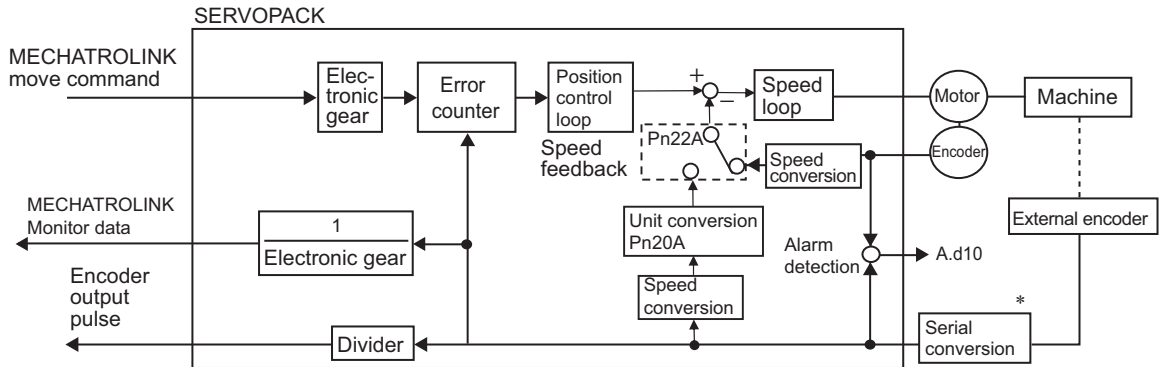 SERVOPACK
MECHATROLINK
move command
Elec-
tronic
gear
Error
counter
Position
control
loop
+
−
Speed
loop
Motor
Machine
Speed
feedback
Pn22A
Speed
conversion
Encoder
MECHATROLINK
Monitor data
1
Electronic gear
Unit conversion
Pn20A
Alarm
detection
A.d10
External encoder
Encoder
output
pulse
Divider
Speed
conversion
*
Serial
conversion